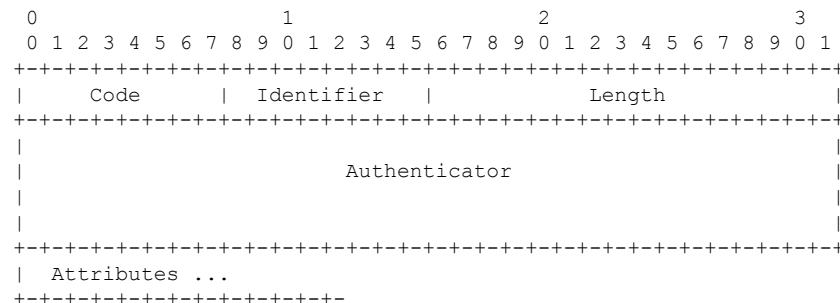 0                   1                   2                   3
 0 1 2 3 4 5 6 7 8 9 0 1 2 3 4 5 6 7 8 9 0 1 2 3 4 5 6 7 8 9 0 1
+-+-+-+-+-+-+-+-+-+-+-+-+-+-+-+-+-+-+-+-+-+-+-+-+-+-+-+-+-+-+-+-+
|     Code      |  Identifier   |            Length             |
+-+-+-+-+-+-+-+-+-+-+-+-+-+-+-+-+-+-+-+-+-+-+-+-+-+-+-+-+-+-+-+-+
|                                                               |
|                         Authenticator                         |
|                                                               |
|                                                               |
+-+-+-+-+-+-+-+-+-+-+-+-+-+-+-+-+-+-+-+-+-+-+-+-+-+-+-+-+-+-+-+-+
|  Attributes ...
+-+-+-+-+-+-+-+-+-+-+-+-+-